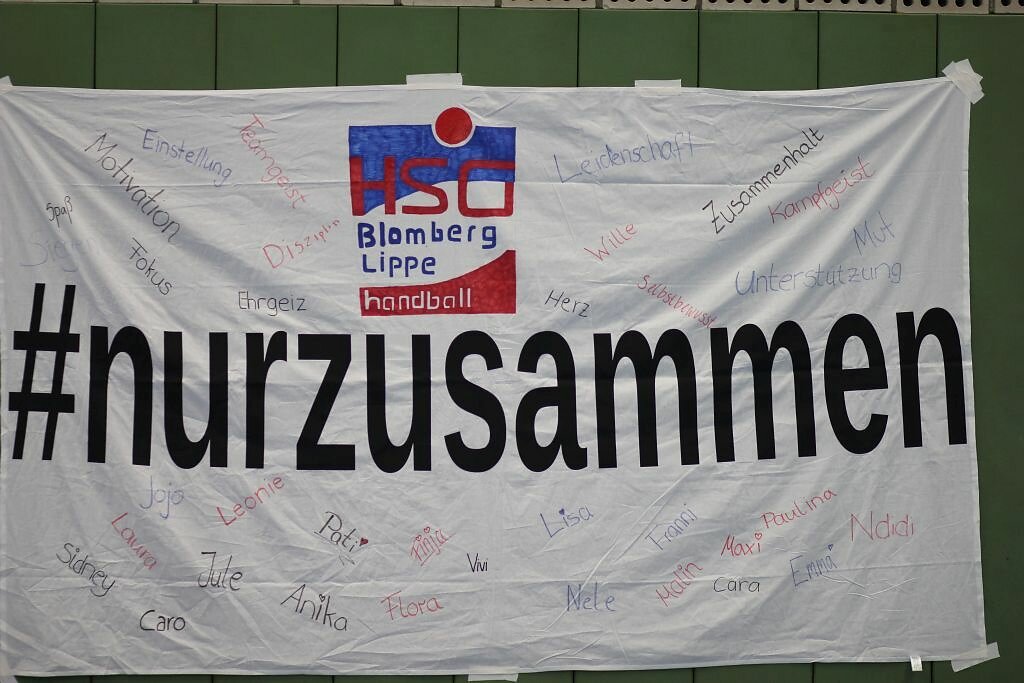 Teamgeist
Einstellung
Motivation
Spaß
Siegen
Fokus
Disziplin
Ehrgeiz
HSG
Blomberg
Lippe
handball
Leidenschaft
Zusammenhalt
Kampfgeist
Wille
Mut
Unterstützung
Selbstbewusst
Herz
#nurzusammen
Jojo
Leonie
Laura
Sidney
Jule
Caro
Pati
Anika
Finja
Flora
Vivi
Lisa
Nele
Franni
Malin
Maxi
Paulina
Cara
Emma
Ndidi